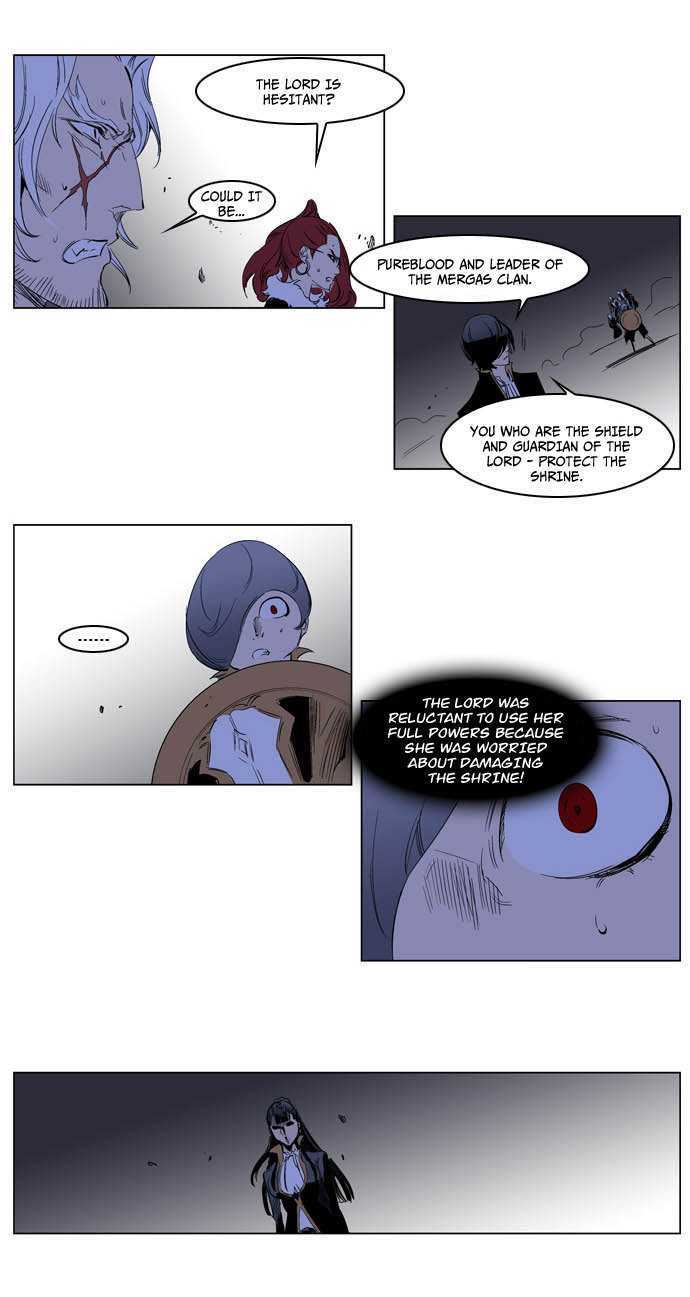 THE LORD IS
HESITANT?
COULD IT
BE...
PUREBLOOD AND LEADER OF
THE MERGAS CLAN.
YOU WHO ARE THE SHIELD
AND GUARDIAN OF THE
LORD - PROTECT THE
SHRINE.
------
THE LORD WAS
RELUCTANT TO USE HER
FULL POWERS BECAUSE
SHE WAS WORRIED
ABOUT DAMAGING
THE SHRINE!